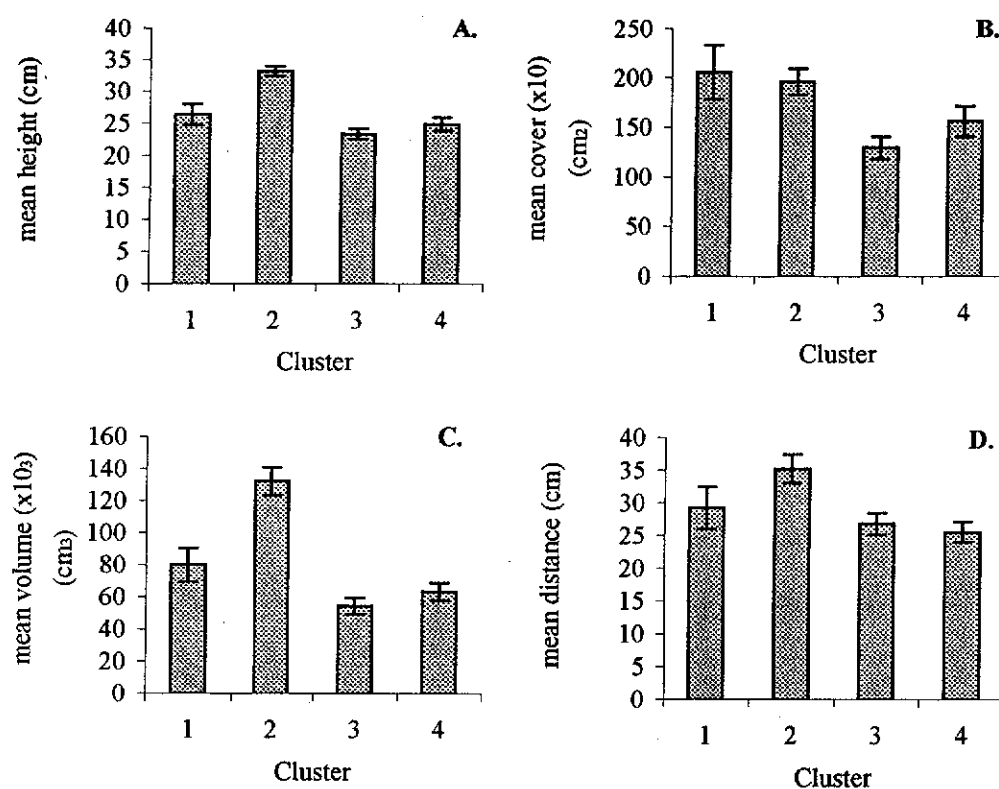 A.
mean height (cm)
40
35
30
25
20
15
10
5
0
1 2 3 4
Cluster
B.
mean cover (x10)
(cm2)
250
200
150
100
50
0
1 2 3 4
Cluster
C.
mean volume (x103)
(cm3)
160
140
120
100
80
60
40
20
0
1 2 3 4
Cluster
D.
mean distance (cm)
40
35
30
25
20
15
10
5
0
1 2 3 4
Cluster